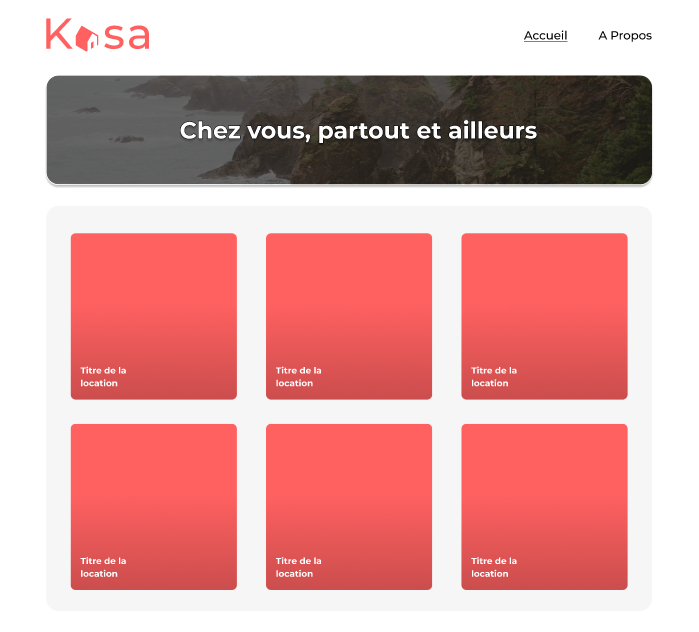 Kasa
Accueil
A Propos
Chez vous, partout et ailleurs
Titre de la
location
Titre de la
location
Titre de la
location
Titre de la
location
Titre de la
location
Titre de la
location